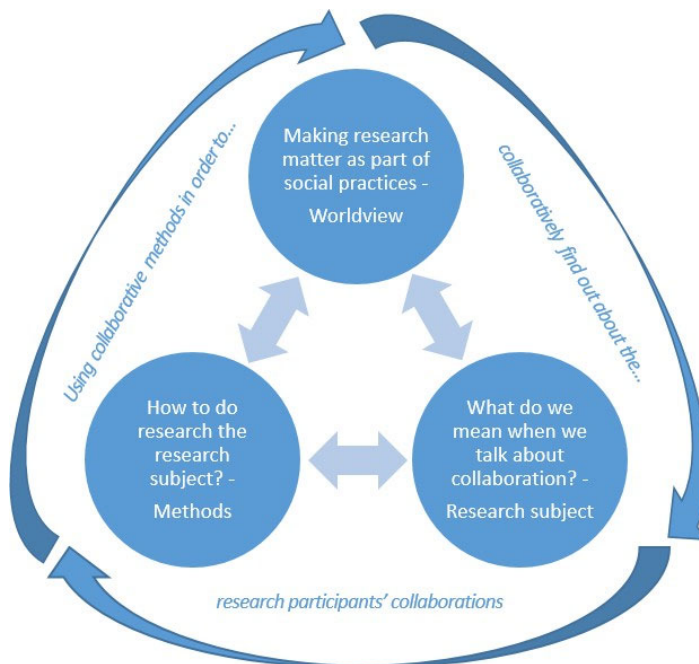 Using collaborative methods in order to...
collaboratively find out about the...
research participants' collaborations
Making research
matter as part of
social practices -
Worldview
How to do
research the
research
subject? -
Methods
What do we
mean when we
talk about
collaboration? -
Research subject